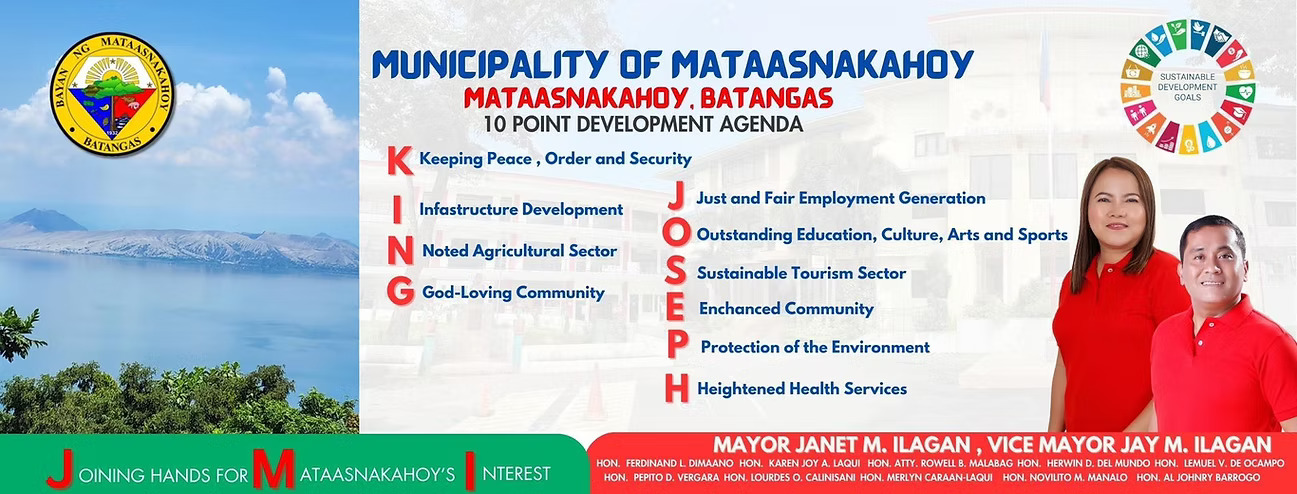 BAYAN NG MATAASNAKAHOY
1932
BATANGAS
MUNICIPALITY OF MATAASNAKAHOY
MATAASNAKAHOY, BATANGAS
10 POINT DEVELOPMENT AGENDA
SUSTAINABLE
DEVELOPMENT
GOALS
K Keeping Peace , Order and Security
I Infastructure Development
N Noted Agricultural Sector
G God-Loving Community
J Just and Fair Employment Generation
O Outstanding Education, Culture, Arts and Sports
S Sustainable Tourism Sector
E Enchanced Community
P Protection of the Environment
H Heightened Health Services
JOINING HANDS FOR MATAASNAKAHOY'S INTEREST
MAYOR JANET M. ILAGAN , VICE MAYOR JAY M. ILAGAN
HON. FERDINAND L. DIMAANO HON. KAREN JOY A. LAQUI HON. ATTY. ROWELL B. MALABAG HON. HERWIN D. DEL MUNDO HON. LEMUEL V. DE OCAMPO
HON. PEPITO D. VERGARA HON. LOURDES O. CALINISANI HON. MERLYN CARAAN-LAQUI HON. NOVILITO M. MANALO HON. AL JOHNRY BARROGO